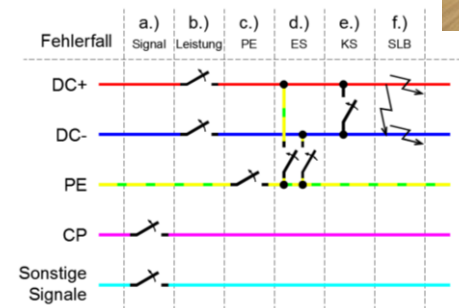 a.) b.) c.) d.) e.) f.)
Fehlerfall Signal Leistung PE ES KS SLB
DC+
DC-
PE
CP
Sonstige
Signale